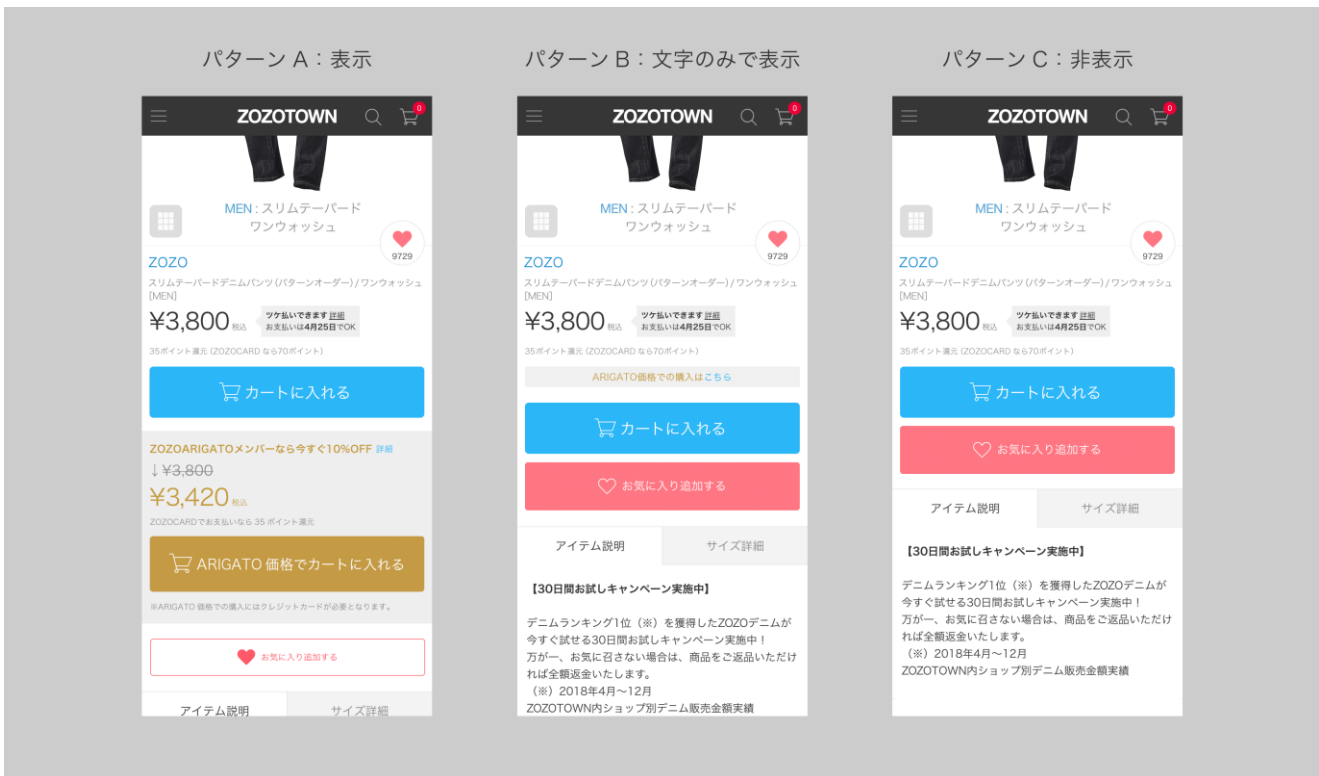 パターン A：表示
ZOZOTOWN
0
MEN : スリムテーパード
ワンウォッシュ
9729
ZOZO
スリムテーパードデニムパンツ (パターンオーダー) / ワンウォッシュ
[MEN]
¥3,800 税込
ツケ払いできます 詳細
お支払いは4月25日でOK
35ポイント還元 (ZOZOCARD なら70ポイント)
カートに入れる
ZOZOARIGATOメンバーなら今すぐ10%OFF 詳細
↓¥3,800
¥3,420 税込
ZOZOCARDでお支払いなら 35 ポイント還元
ARIGATO 価格でカートに入れる
※ARIGATO 価格での購入にはクレジットカードが必要となります。
お気に入り追加する
アイテム説明
サイズ詳細
パターン B：文字のみで表示
ZOZOTOWN
0
MEN : スリムテーパード
ワンウォッシュ
9729
ZOZO
スリムテーパードデニムパンツ (パターンオーダー) / ワンウォッシュ
[MEN]
¥3,800 税込
ツケ払いできます 詳細
お支払いは4月25日でOK
35ポイント還元 (ZOZOCARD なら70ポイント)
ARIGATO価格での購入はこちら
カートに入れる
お気に入り追加する
アイテム説明
サイズ詳細
【30日間お試しキャンペーン実施中】
デニムランキング1位（※）を獲得したZOZOデニムが
今すぐ試せる30日間お試しキャンペーン実施中！
万が一、お気に召さない場合は、商品をご返品いただけ
れば全額返金いたします。
（※）2018年4月〜12月
ZOZOTOWN内ショップ別デニム販売金額実績
パターン C：非表示
ZOZOTOWN
0
MEN : スリムテーパード
ワンウォッシュ
9729
ZOZO
スリムテーパードデニムパンツ (パターンオーダー) / ワンウォッシュ
[MEN]
¥3,800 税込
ツケ払いできます 詳細
お支払いは4月25日でOK
35ポイント還元 (ZOZOCARD なら70ポイント)
カートに入れる
お気に入り追加する
アイテム説明
サイズ詳細
【30日間お試しキャンペーン実施中】
デニムランキング1位（※）を獲得したZOZOデニムが
今すぐ試せる30日間お試しキャンペーン実施中！
万が一、お気に召さない場合は、商品をご返品いただけ
れば全額返金いたします。
（※）2018年4月〜12月
ZOZOTOWN内ショップ別デニム販売金額実績